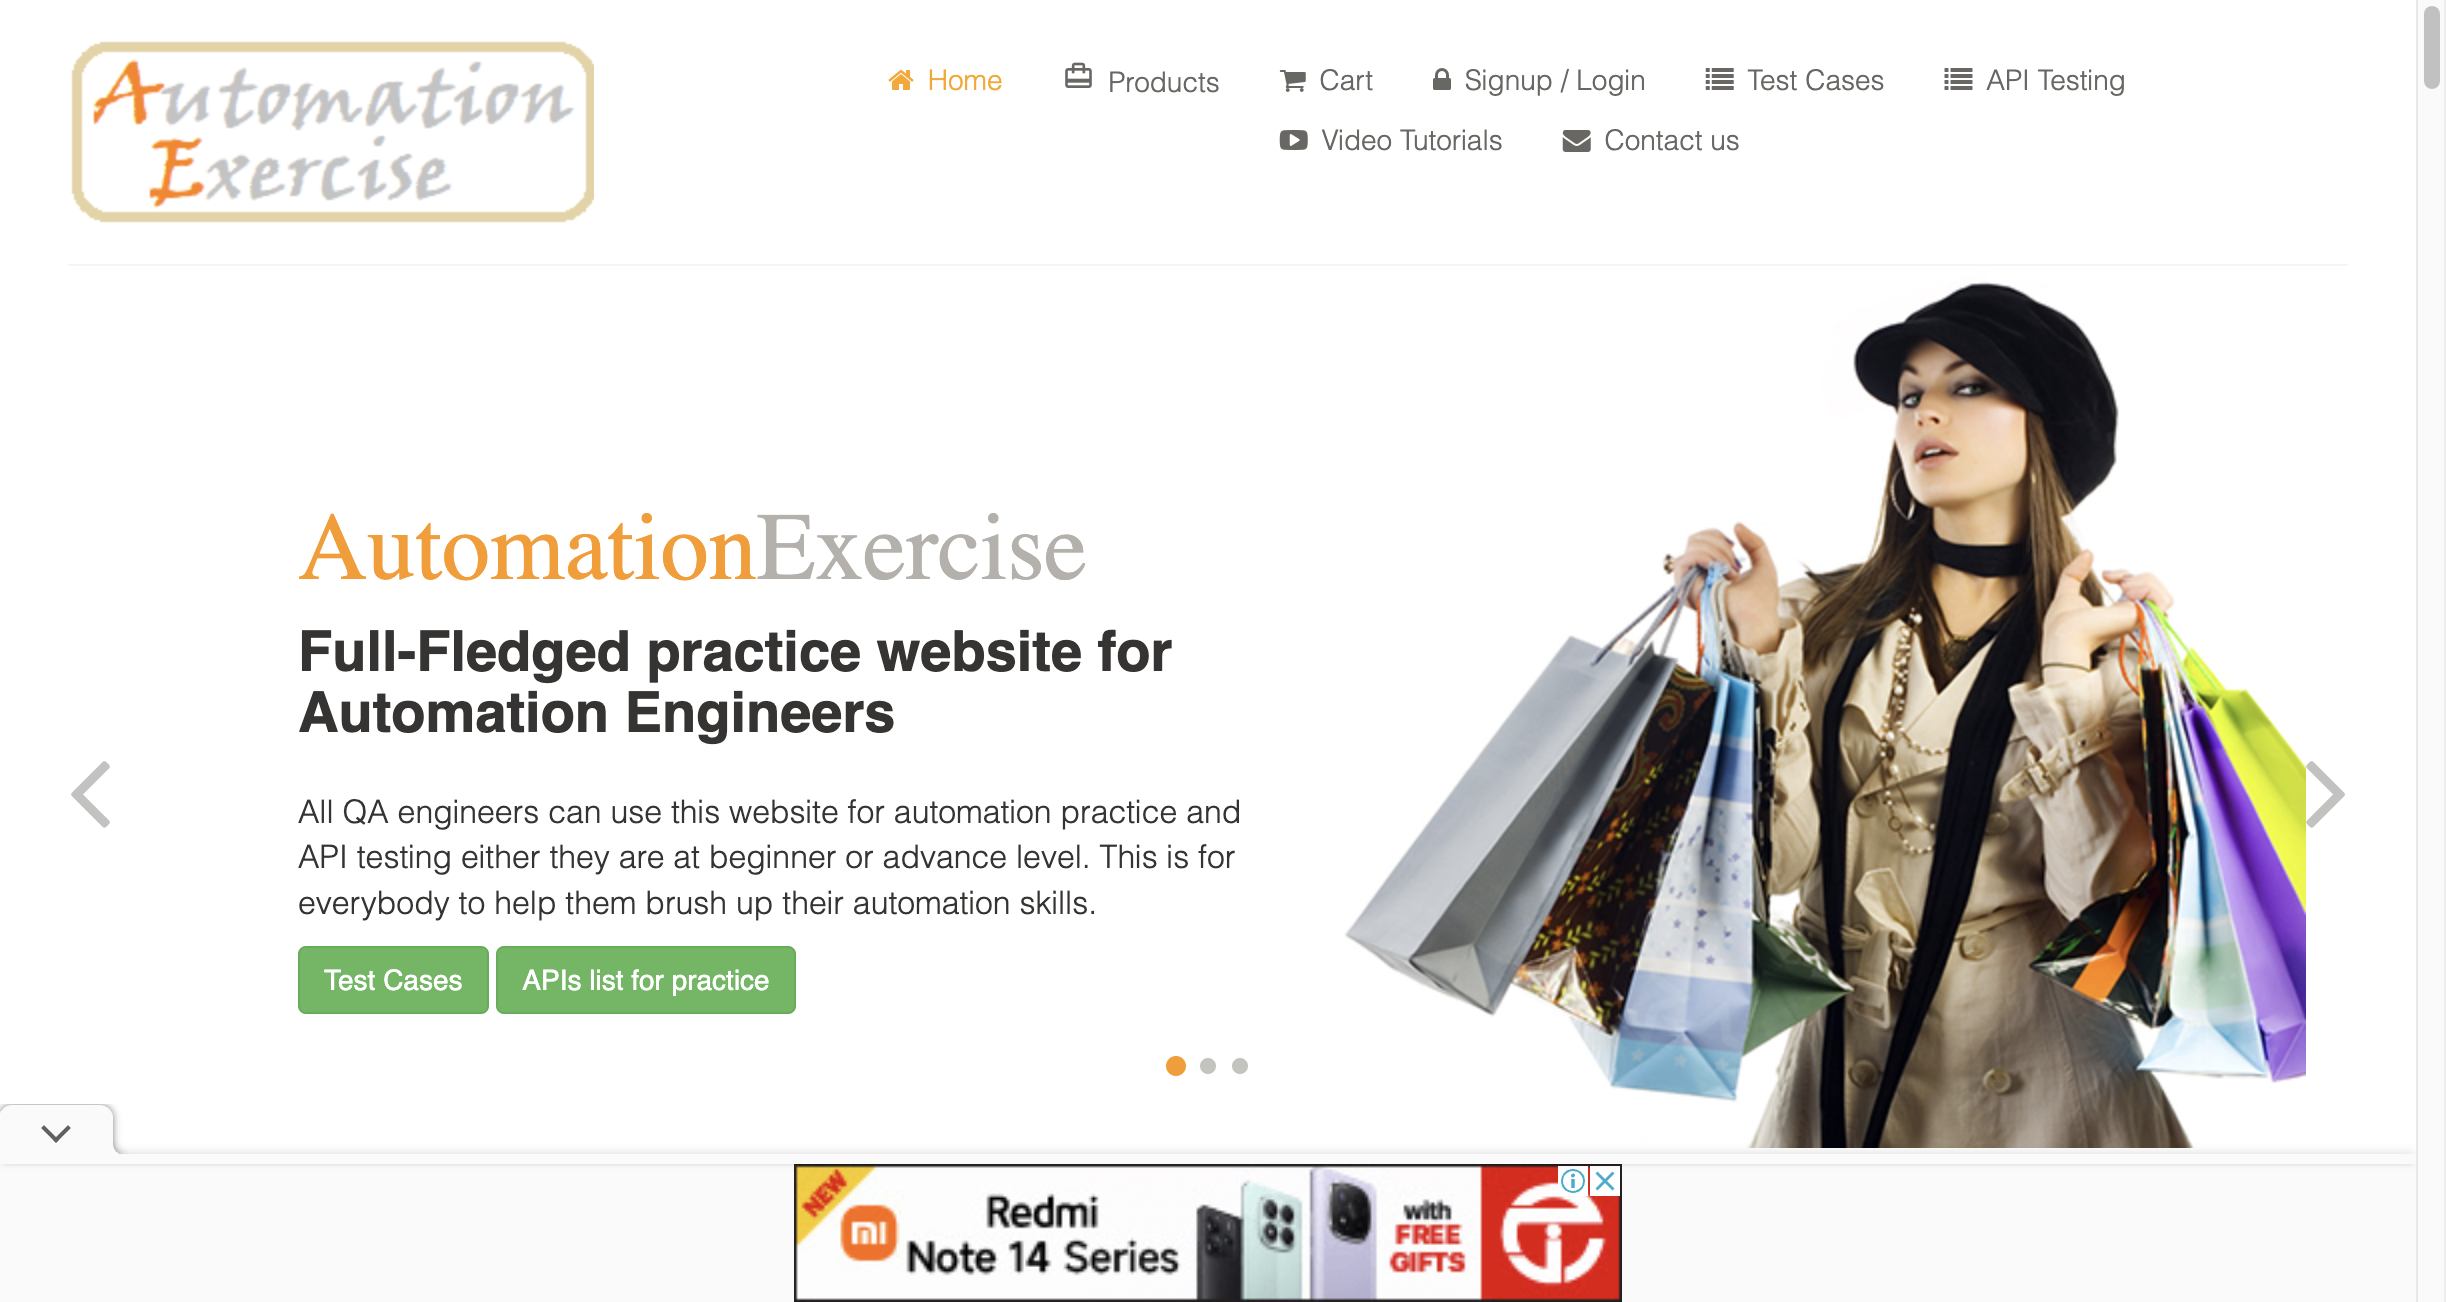 Automation
Exercise
Home Products Cart Signup / Login Test Cases API Testing
Video Tutorials Contact us
AutomationExercise
Full-Fledged practice website for
Automation Engineers
All QA engineers can use this website for automation practice and
API testing either they are at beginner or advance level. This is for
everybody to help them brush up their automation skills.
Test Cases APIs list for practice
NEW
mi
Redmi
Note 14 Series
with
FREE
GIFTS